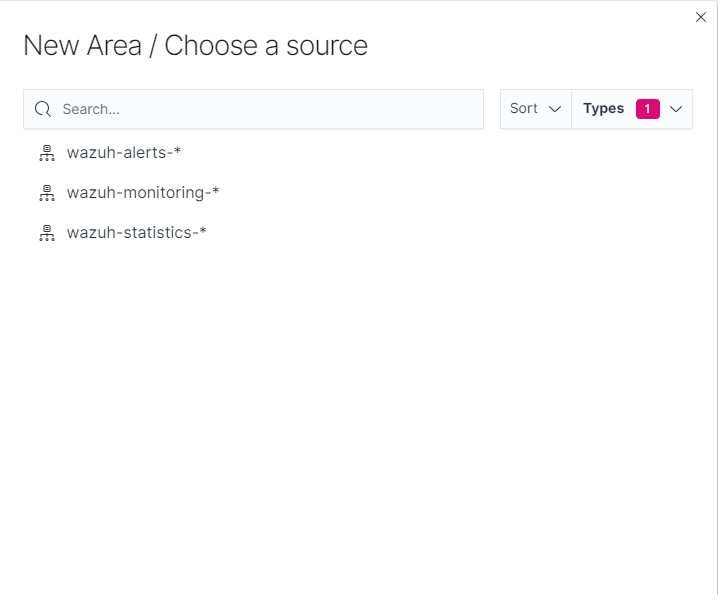 New Area / Choose a source
Search...
Sort
Types 1
wazuh-alerts-*
wazuh-monitoring-*
wazuh-statistics-*